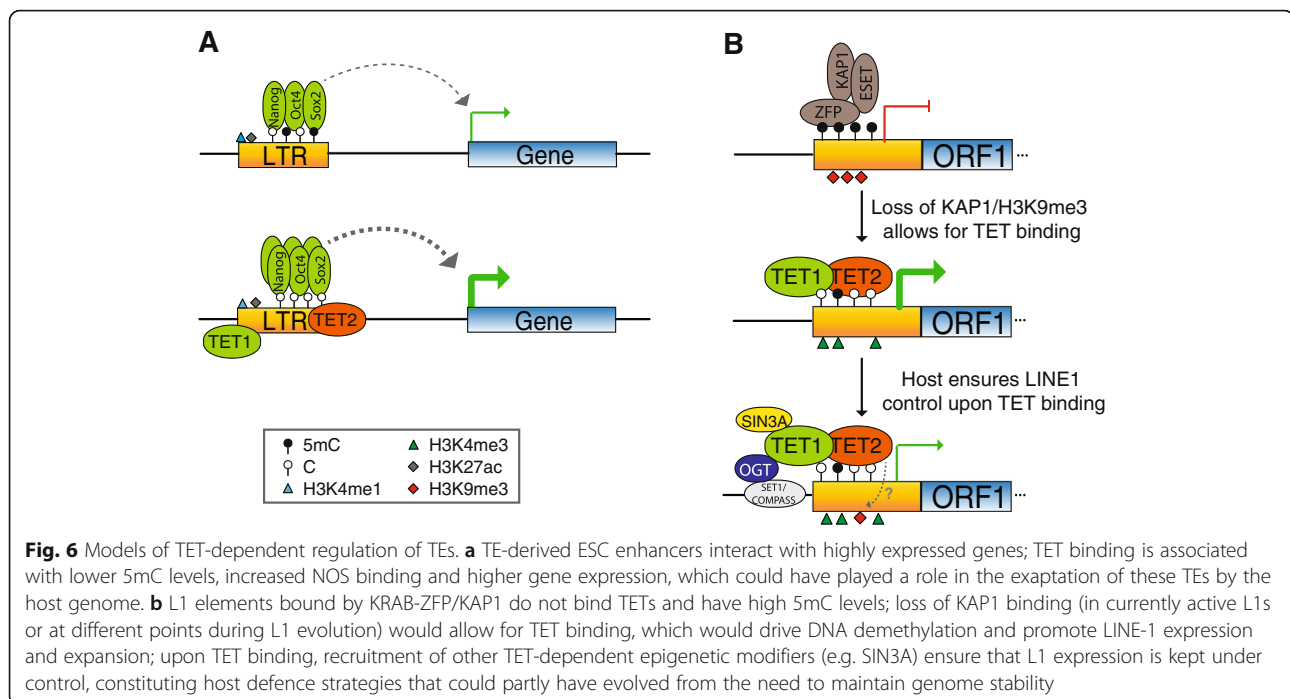 A
B
Nanog
Oct4
Sox2
LTR
Gene
KAP1
ESET
ZFP
ORF1 ...
Loss of KAP1/H3K9me3
allows for TET binding
Nanog
Oct4
Sox2
LTR
TET2
TET1
Gene
TET1
TET2
ORF1 ...
Host ensures LINE1
control upon TET binding
5mC
C
H3K4me1
H3K4me3
H3K27ac
H3K9me3
SIN3A
TET1
TET2
OGT
SET1/
COMPASS
?
ORF1 ...
Fig. 6 Models of TET-dependent regulation of TEs. a TE-derived ESC enhancers interact with highly expressed genes; TET binding is associated
with lower 5mC levels, increased NOS binding and higher gene expression, which could have played a role in the exaptation of these TEs by the
host genome. b L1 elements bound by KRAB-ZFP/KAP1 do not bind TETs and have high 5mC levels; loss of KAP1 binding (in currently active L1s
or at different points during L1 evolution) would allow for TET binding, which would drive DNA demethylation and promote LINE-1 expression
and expansion; upon TET binding, recruitment of other TET-dependent epigenetic modifiers (e.g. SIN3A) ensure that L1 expression is kept under
control, constituting host defence strategies that could partly have evolved from the need to maintain genome stability